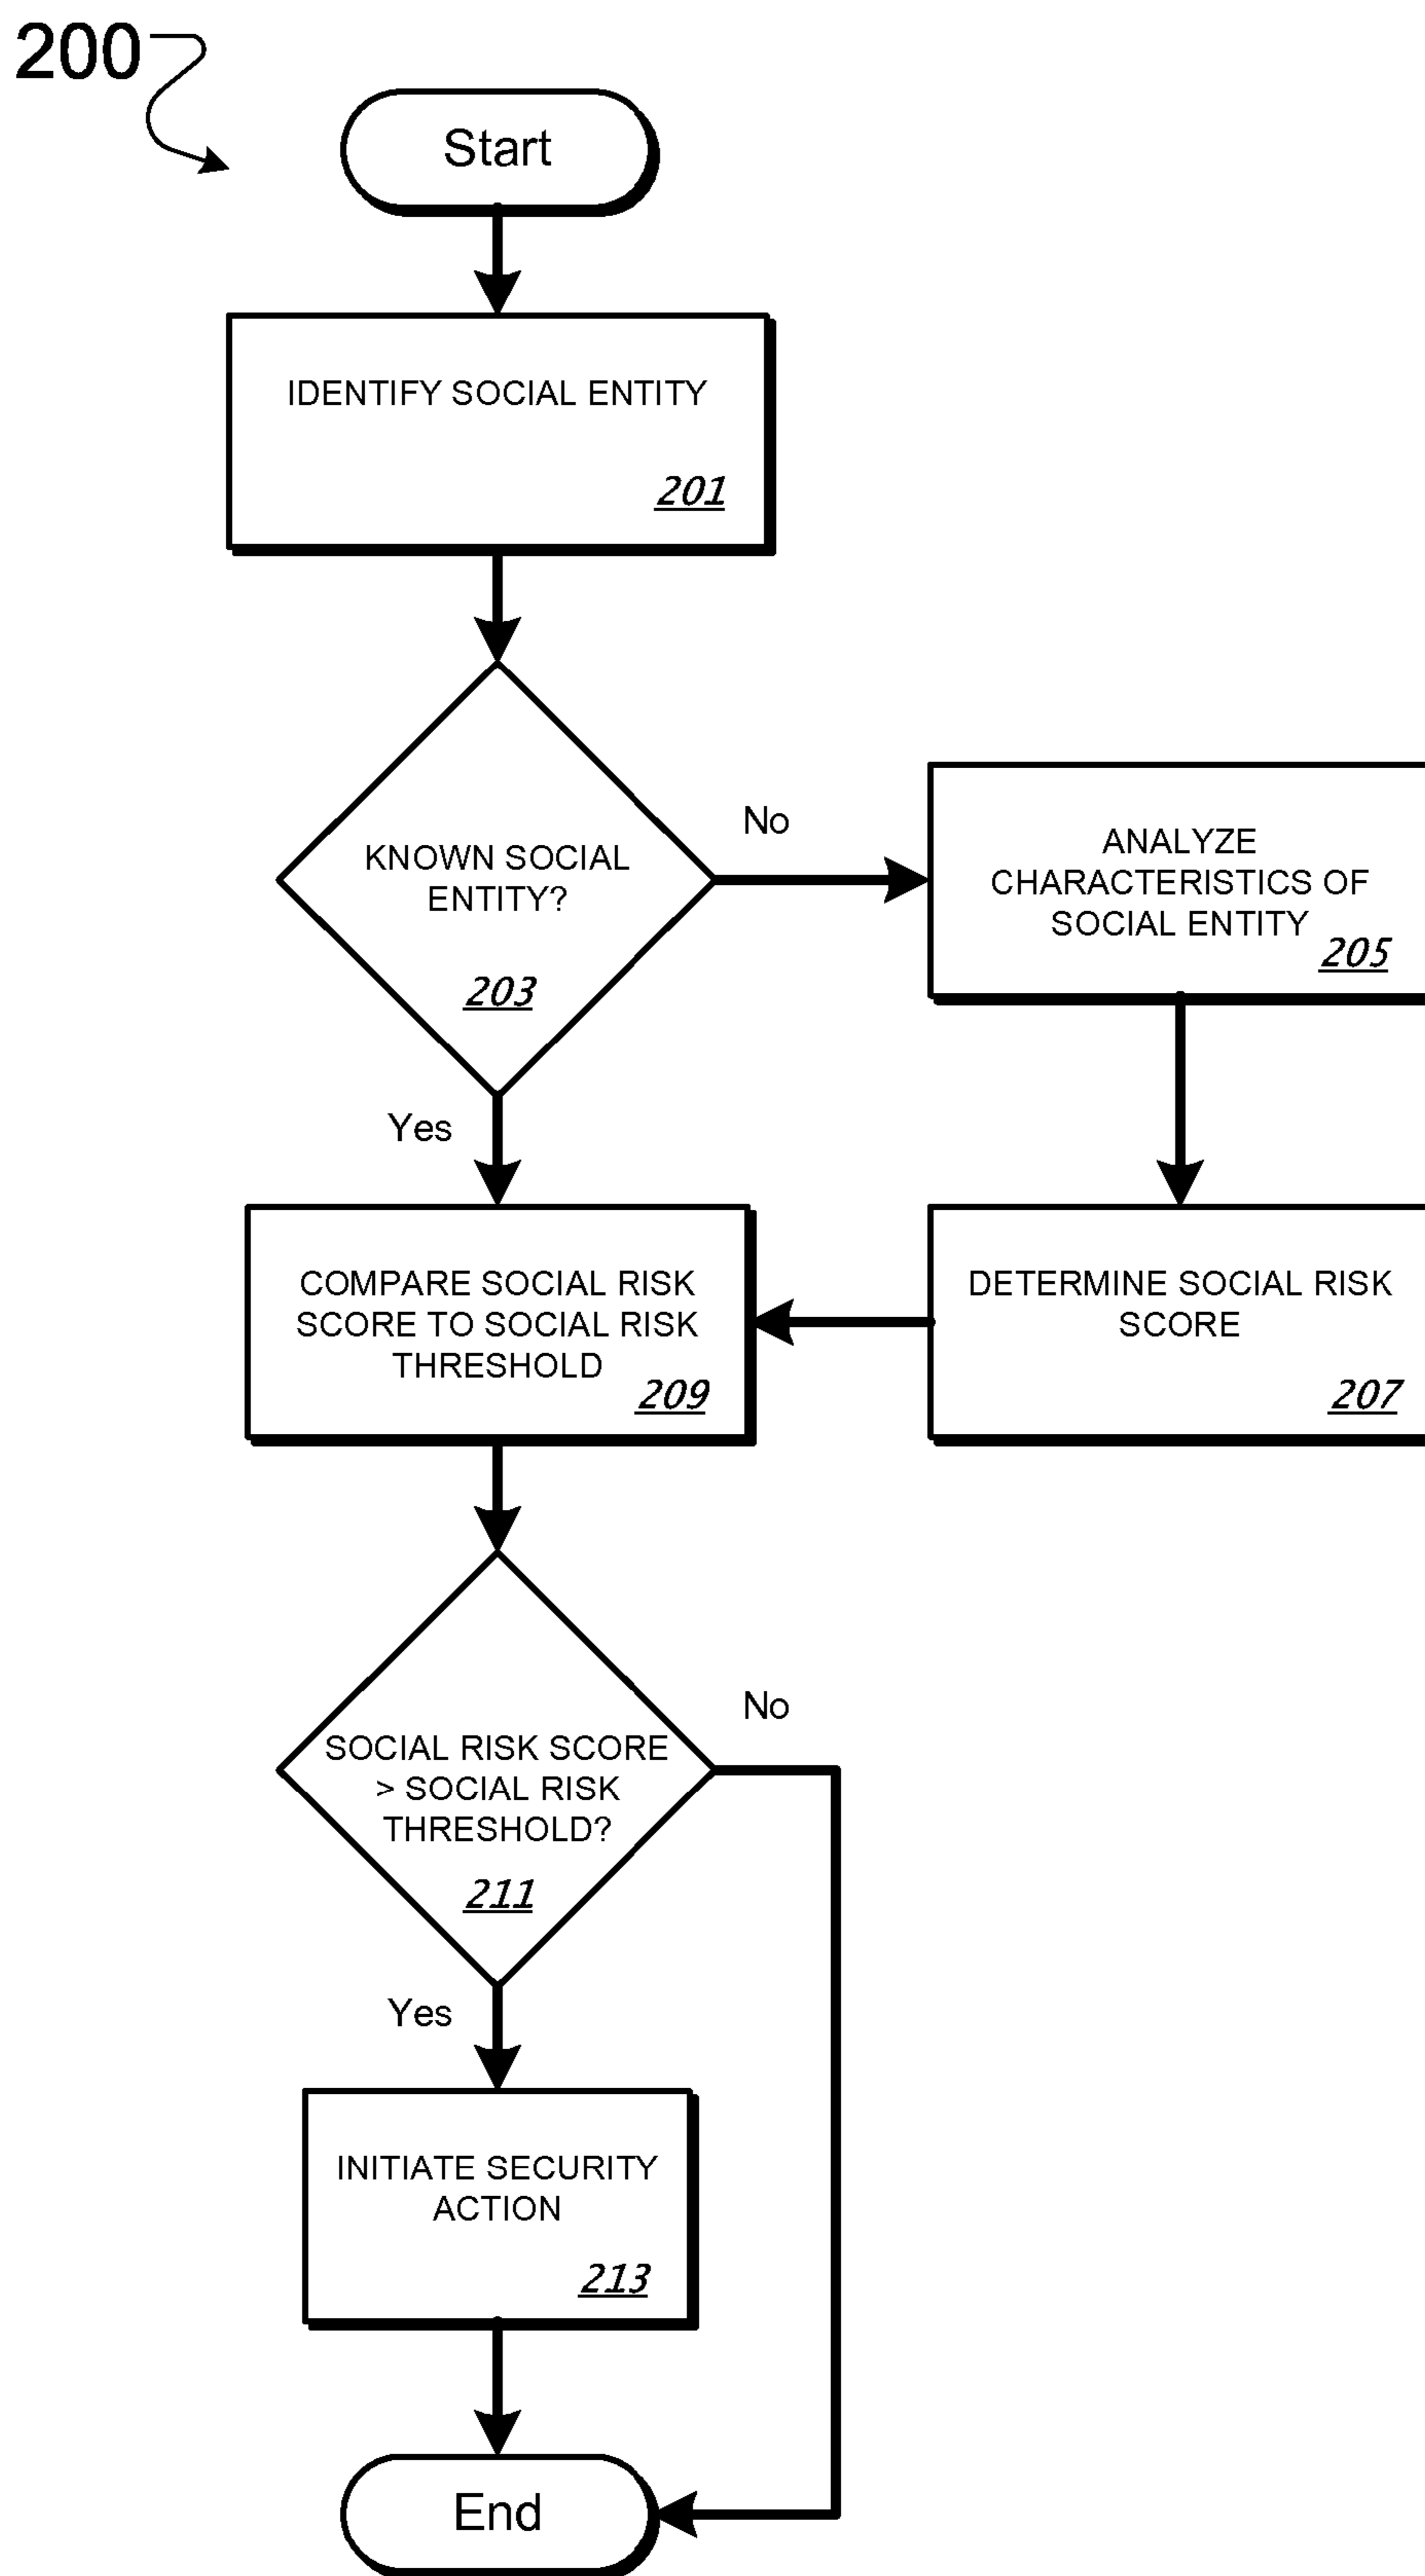 200
Start
IDENTIFY SOCIAL ENTITY
201
KNOWN SOCIAL
ENTITY?
203
No
ANALYZE
CHARACTERISTICS OF
SOCIAL ENTITY
205
Yes
COMPARE SOCIAL RISK
SCORE TO SOCIAL RISK
THRESHOLD
209
DETERMINE SOCIAL RISK
SCORE
207
SOCIAL RISK SCORE
> SOCIAL RISK
THRESHOLD?
211
No
Yes
INITIATE SECURITY
ACTION
213
End